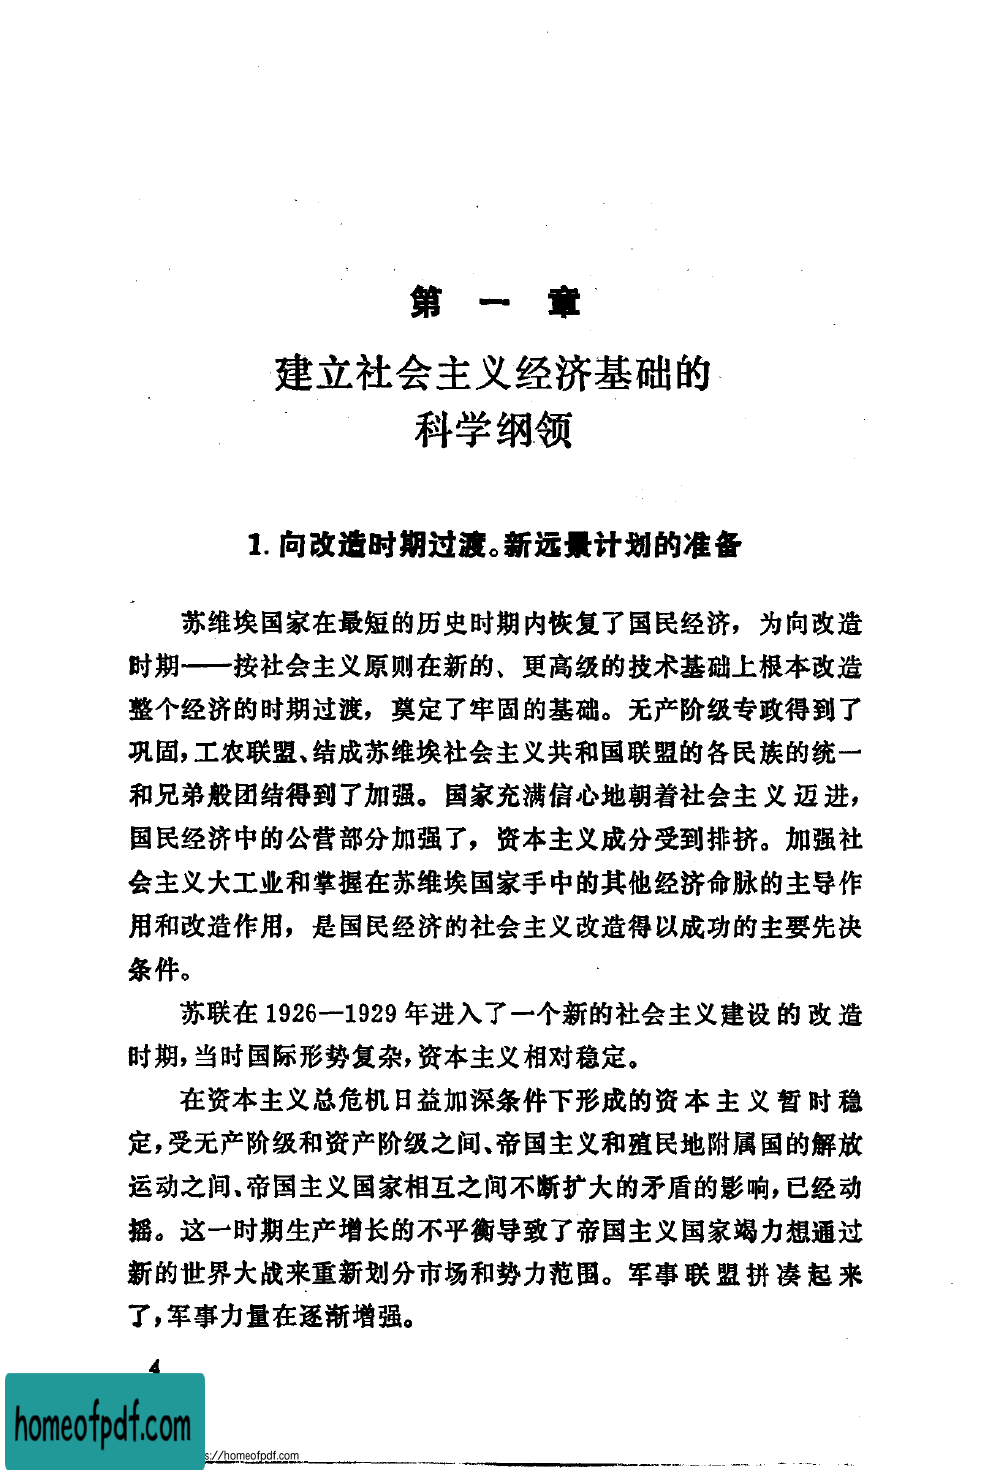 第一章
建立社会主义经济基础的
科学纲领
1. 向改造时期过渡。新远景计划的准备
苏维埃国家在最短的历史时期内恢复了国民经济，为向改造
时期——按社会主义原则在新的、更高级的技术基础上根本改造
整个经济的时期过渡，奠定了牢固的基础。无产阶级专政得到了
巩固，工农联盟、结成苏维埃社会主义共和国联盟的各民族的统一
和兄弟般团结得到了加强。国家充满信心地朝着社会主义迈进，
国民经济中的公营部分加强了，资本主义成分受到排挤。加强社
会主义大工业和掌握在苏维埃国家手中的其他经济命脉的主导作
用和改造作用，是国民经济的社会主义改造得以成功的主要先决
条件。
苏联在1926—1929年进入了一个新的社会主义建设的改造
时期，当时国际形势复杂，资本主义相对稳定。
在资本主义总危机日益加深条件下形成的资本主义暂时稳
定，受无产阶级和资产阶级之间、帝国主义和殖民地附属国的解放
运动之间、帝国主义国家相互之间不断扩大的矛盾的影响，已经动
摇。这一时期生产增长的不平衡导致了帝国主义国家竭力想通过
新的世界大战来重新划分市场和势力范围。军事联盟拼凑起来
了，军事力量在逐渐增强。
4
homeofpdf.com
s://homeofpdf.com